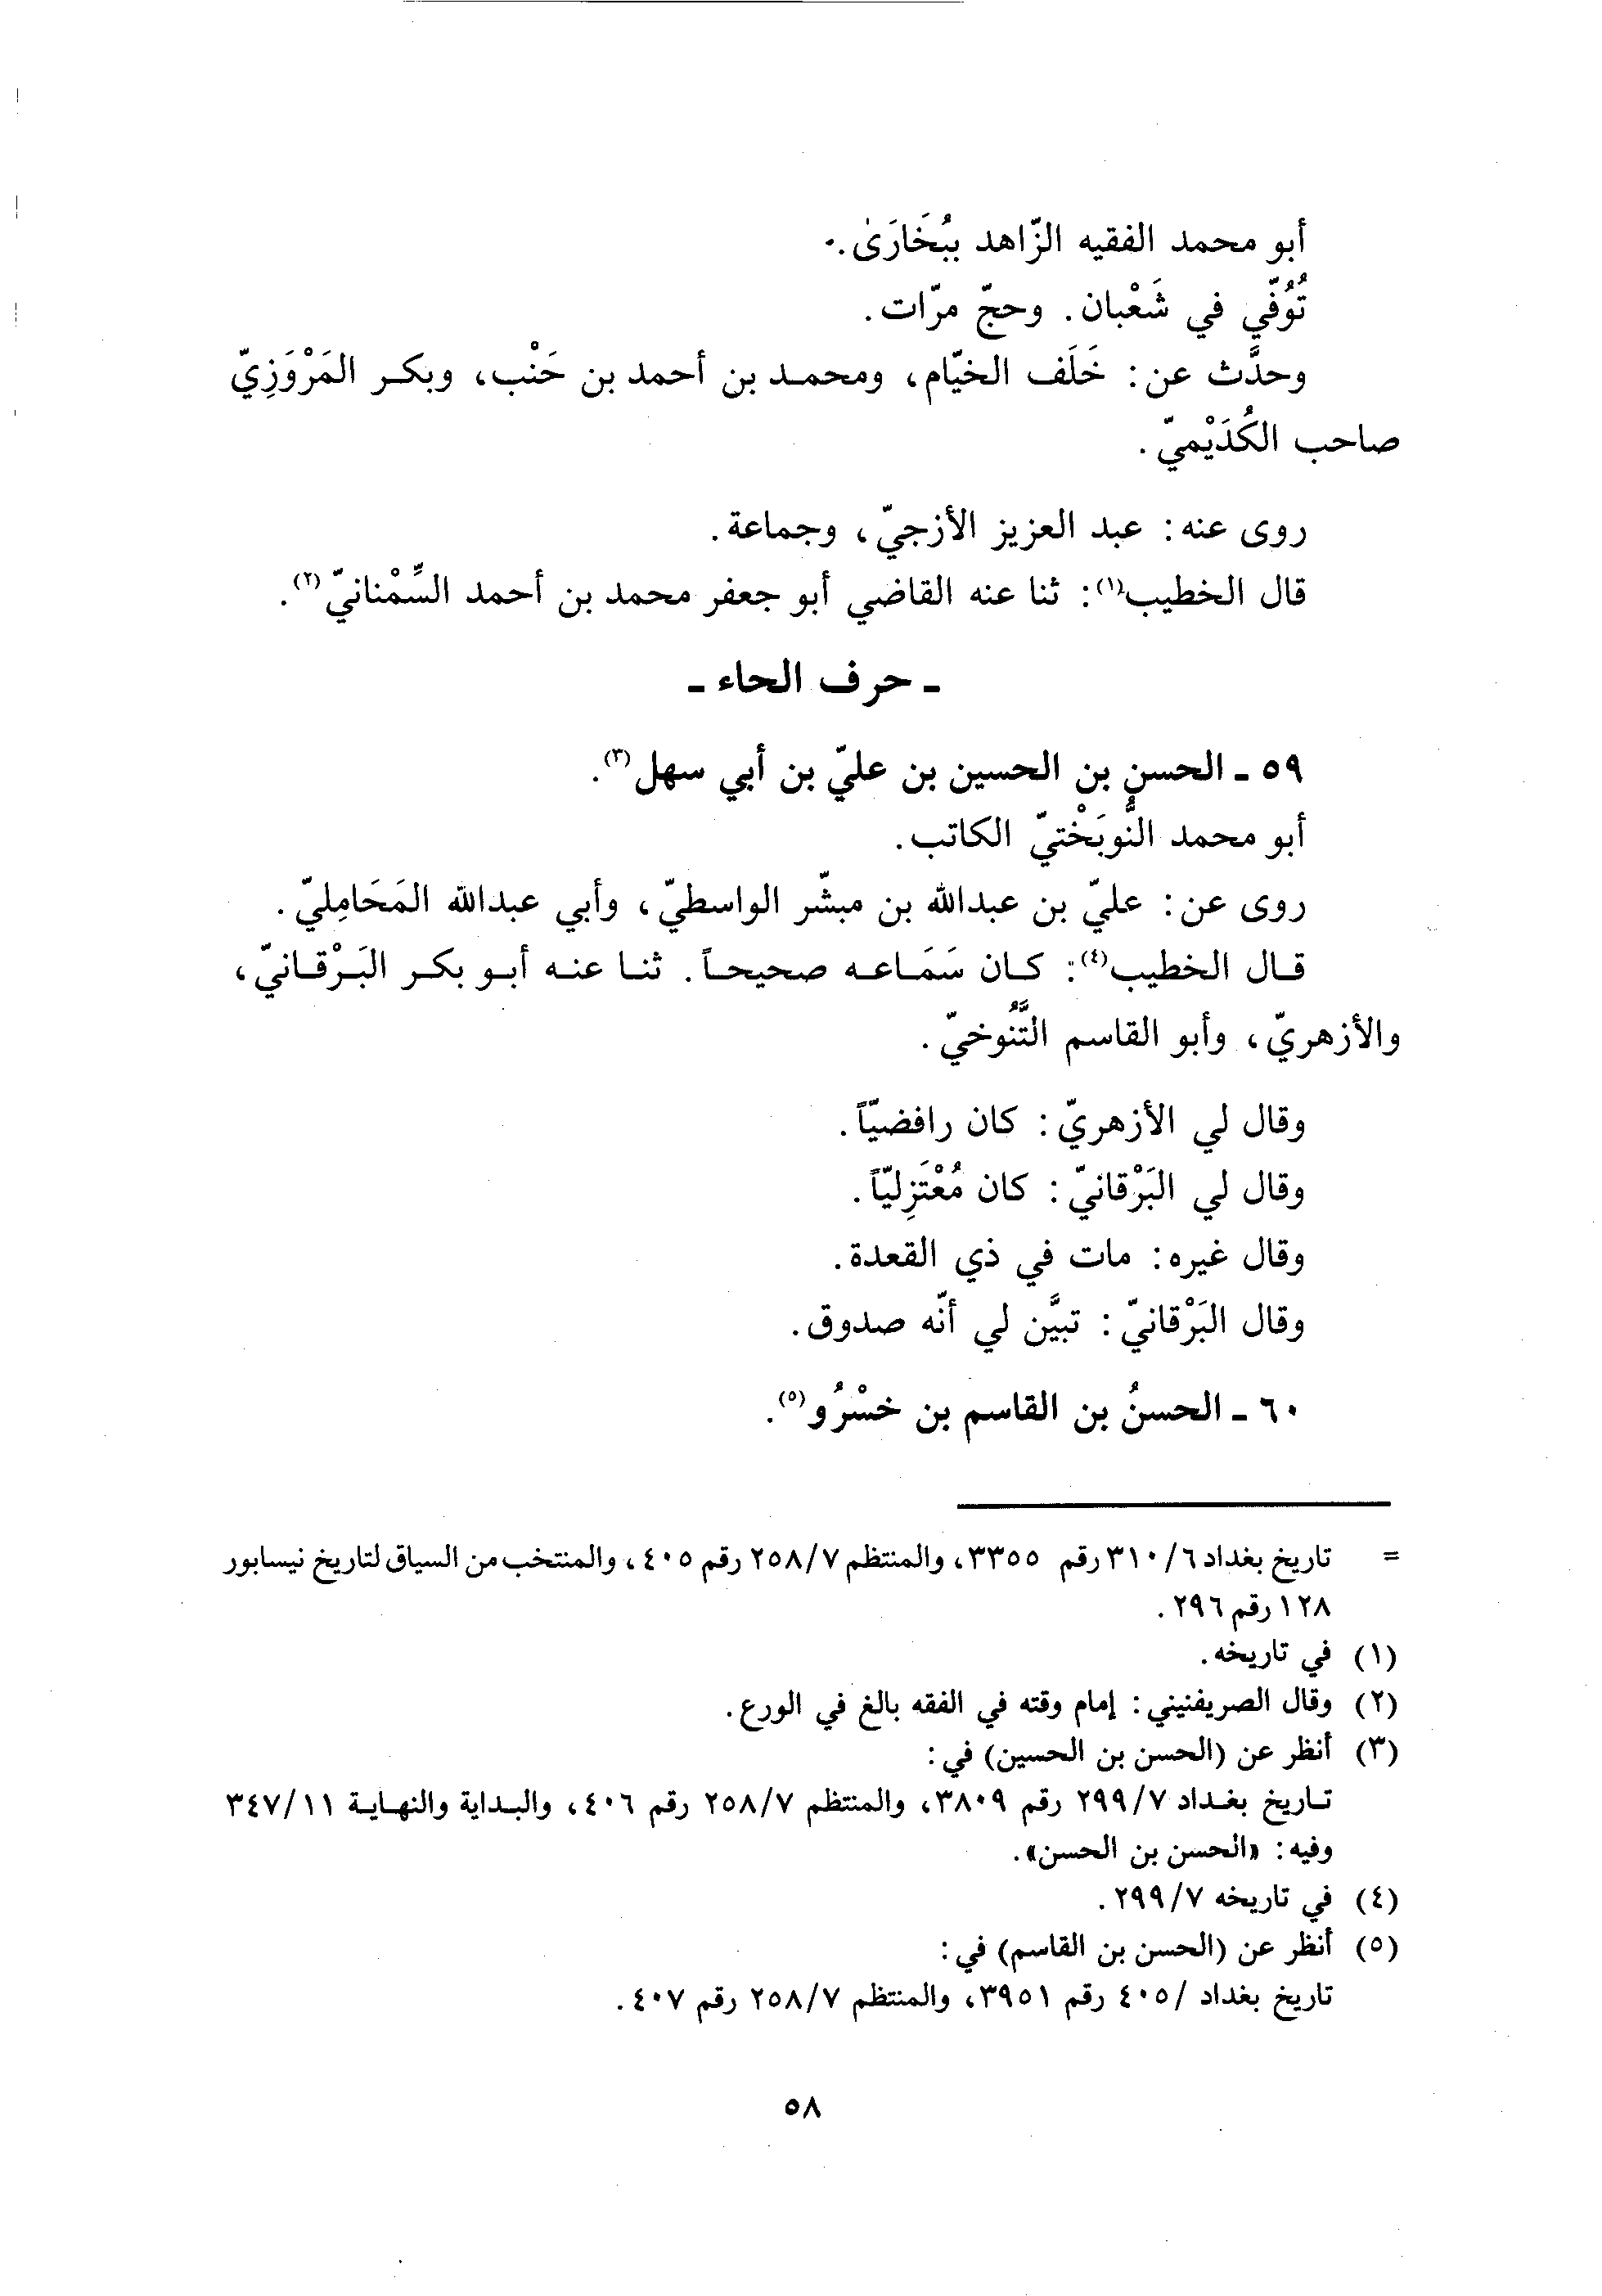 أبو محمد الفقيه الزّاهد ببُخَارَىٰ.
تُوُفّي في شَعْبان. وحجّ مرّات.
وحدَّث عن: خَلَف الخيّام، ومحمد بن أحمد بن خَنْب، وبكر المَرْوَزِيّ
صاحب الكُدَيْميّ.
روى عنه: عبد العزيز الأزجيّ، وجماعة.
قال الخطيب(١): ثنا عنه القاضي أبو جعفر محمد بن أحمد السِّمْنانيّ(٢).
ـ حرف الحاء ـ
٥٩ ـ الحسن بن الحسين بن عليّ بن أبي سهل(٣).
أبو محمد النُّوبَخْتيّ الكاتب.
روى عن: عليّ بن عبدالله بن مبشّر الواسطيّ، وأبي عبدالله المَحَامِليّ.
قال الخطيب(٤): كان سَمَاعه صحيحاً. ثنا عنه أبو بكر البَرْقانيّ،
والأزهريّ، وأبو القاسم التَّنُوخيّ.
وقال لي الأزهريّ: كان رافضيّاً.
وقال لي البَرْقانيّ: كان مُعْتَزِليّاً.
وقال غيره: مات في ذي القعدة.
وقال البَرْقانيّ: تبيَّن لي أنّه صدوق.
٦٠ ـ الحسنُ بن القاسم بن خسْرُو(٥).
= تاريخ بغداد ٣١٠/٦ رقم ٣٣٥٥، والمنتظم ٢٥٨/٧ رقم ٤٠٥، والمنتخب من السياق لتاريخ نيسابور
١٢٨ رقم ٢٩٦.
(١) في تاريخه.
(٢) وقال الصريفنيني: إمام وقته في الفقه بالغ في الورع.
(٣) أنظر عن (الحسن بن الحسين) في:
تاريخ بغداد ٢٩٩/٧ رقم ٣٨٠٩، والمنتظم ٢٥٨/٧ رقم ٤٠٦، والبداية والنهاية ٣٤٧/١١
وفيه: «الحسن بن الحسن».
(٤) في تاريخه ٢٩٩/٧.
(٥) أنظر عن (الحسن بن القاسم) في:
تاريخ بغداد /٤٠٥ رقم ٣٩٥١، والمنتظم ٢٥٨/٧ رقم ٤٠٧.
٥٨